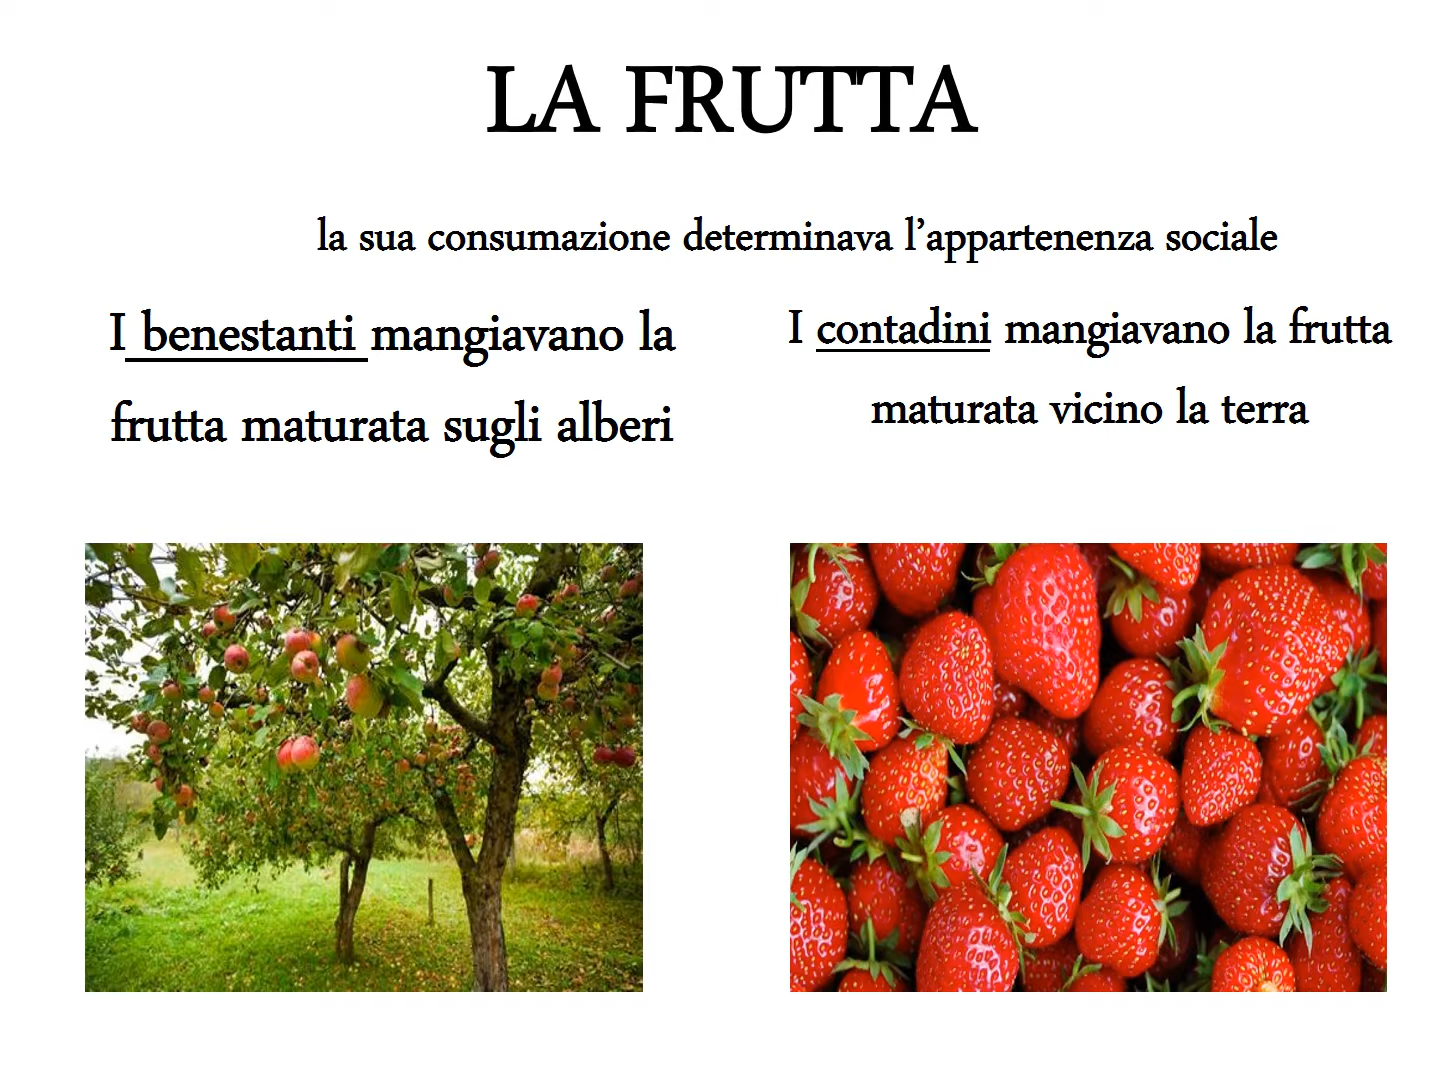 LA FRUTTA
la sua consumazione determinava l’appartenenza sociale
I benestanti mangiavano la
frutta maturata sugli alberi
I contadini mangiavano la frutta
maturata vicino la terra